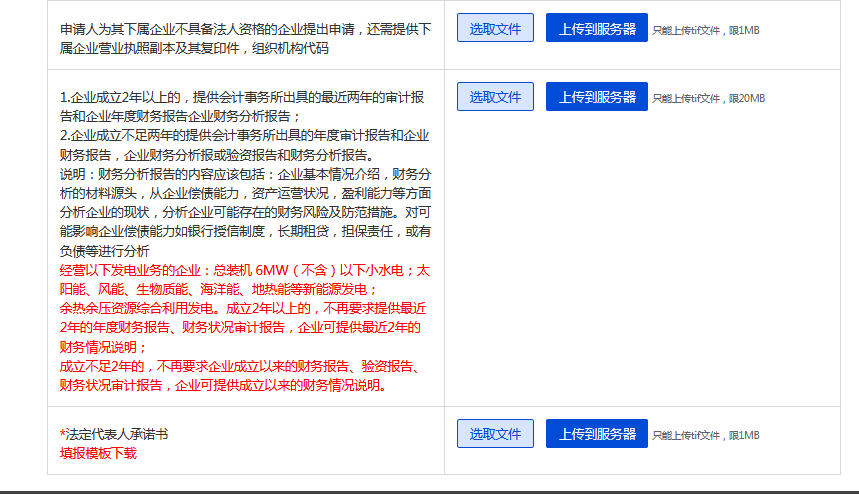 申请人为其下属企业不具备法人资格的企业提出申请，还需提供下
属企业营业执照副本及其复印件，组织机构代码
选取文件 上传到服务器 只能上传tif文件，限1MB
1.企业成立2年以上的，提供会计事务所出具的最近两年的审计报
告和企业年度财务报告企业财务分析报告；
2.企业成立不足两年的提供会计事务所出具的年度审计报告和企业
财务报告，企业财务分析报或验资报告和财务分析报告。
说明：财务分析报告的内容应该包括：企业基本情况介绍，财务分
析的材料源头，从企业偿债能力，资产运营状况，盈利能力等方面
分析企业的现状，分析企业可能存在的财务风险及防范措施。对可
能影响企业偿债能力如银行授信制度，长期租贷，担保责任，或有
负债等进行分析
经营以下发电业务的企业：总装机 6MW（不含）以下小水电；太
阳能、风能、生物质能、海洋能、地热能等新能源发电；
余热余压资源综合利用发电。成立2年以上的，不再要求提供最近
2年的年度财务报告、财务状况审计报告，企业可提供最近2年的
财务情况说明；
成立不足2年的，不再要求企业成立以来的财务报告、验资报告、
财务状况审计报告，企业可提供成立以来的财务情况说明。
选取文件 上传到服务器 只能上传tif文件，限20MB
*法定代表人承诺书
填报模板下载
选取文件 上传到服务器 只能上传tif文件，限1MB